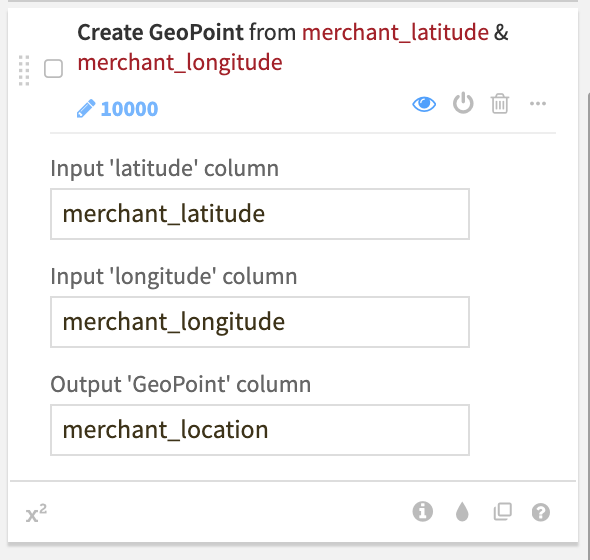 Create GeoPoint from merchant_latitude &
merchant_longitude
10000
Input 'latitude' column
merchant_latitude
Input 'longitude' column
merchant_longitude
Output 'GeoPoint' column
merchant_location
x²